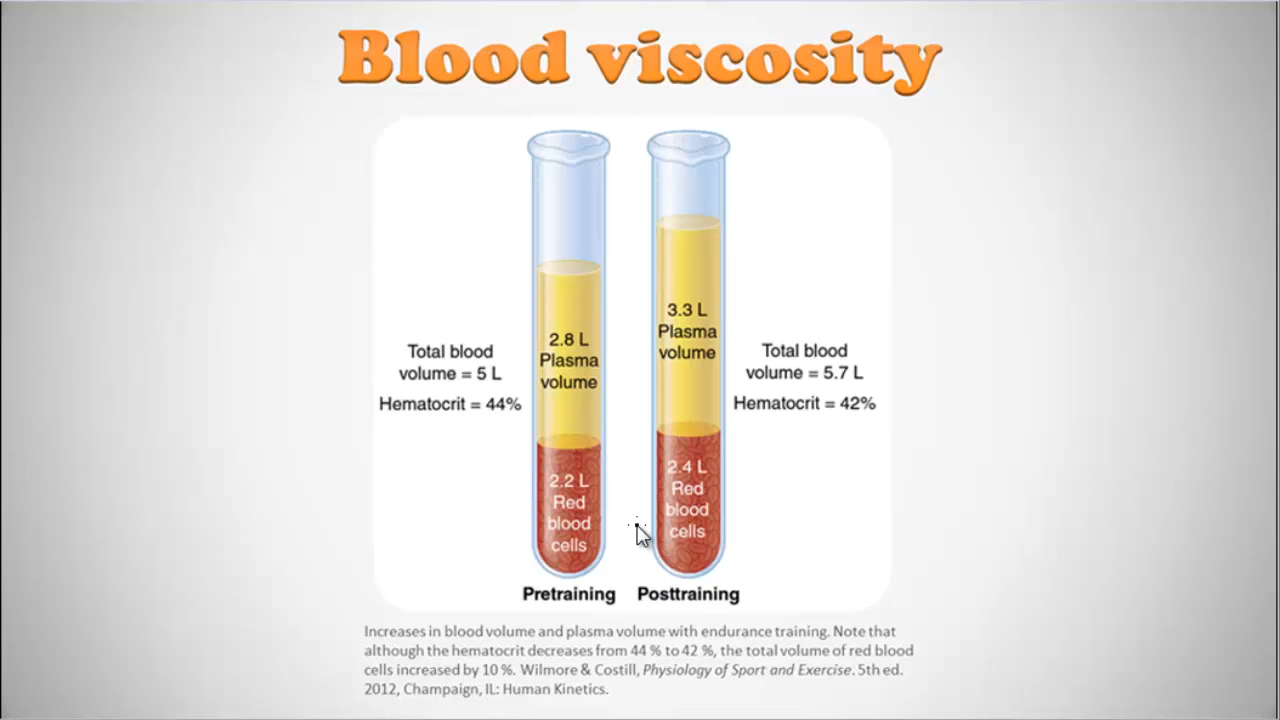 Blood viscosity
Total blood
volume = 5 L
Hematocrit = 44%
2.8 L
Plasma
volume
2.2 L
Red
blood
cells
Pretraining
3.3 L
Plasma
volume
2.4 L
Red
blood
cells
Posttraining
Total blood
volume = 5.7 L
Hematocrit = 42%
Increases in blood volume and plasma volume with endurance training. Note that
although the hematocrit decreases from 44 % to 42 %, the total volume of red blood
cells increased by 10 %. Wilmore & Costill, Physiology of Sport and Exercise. 5th ed.
2012, Champaign, IL: Human Kinetics.